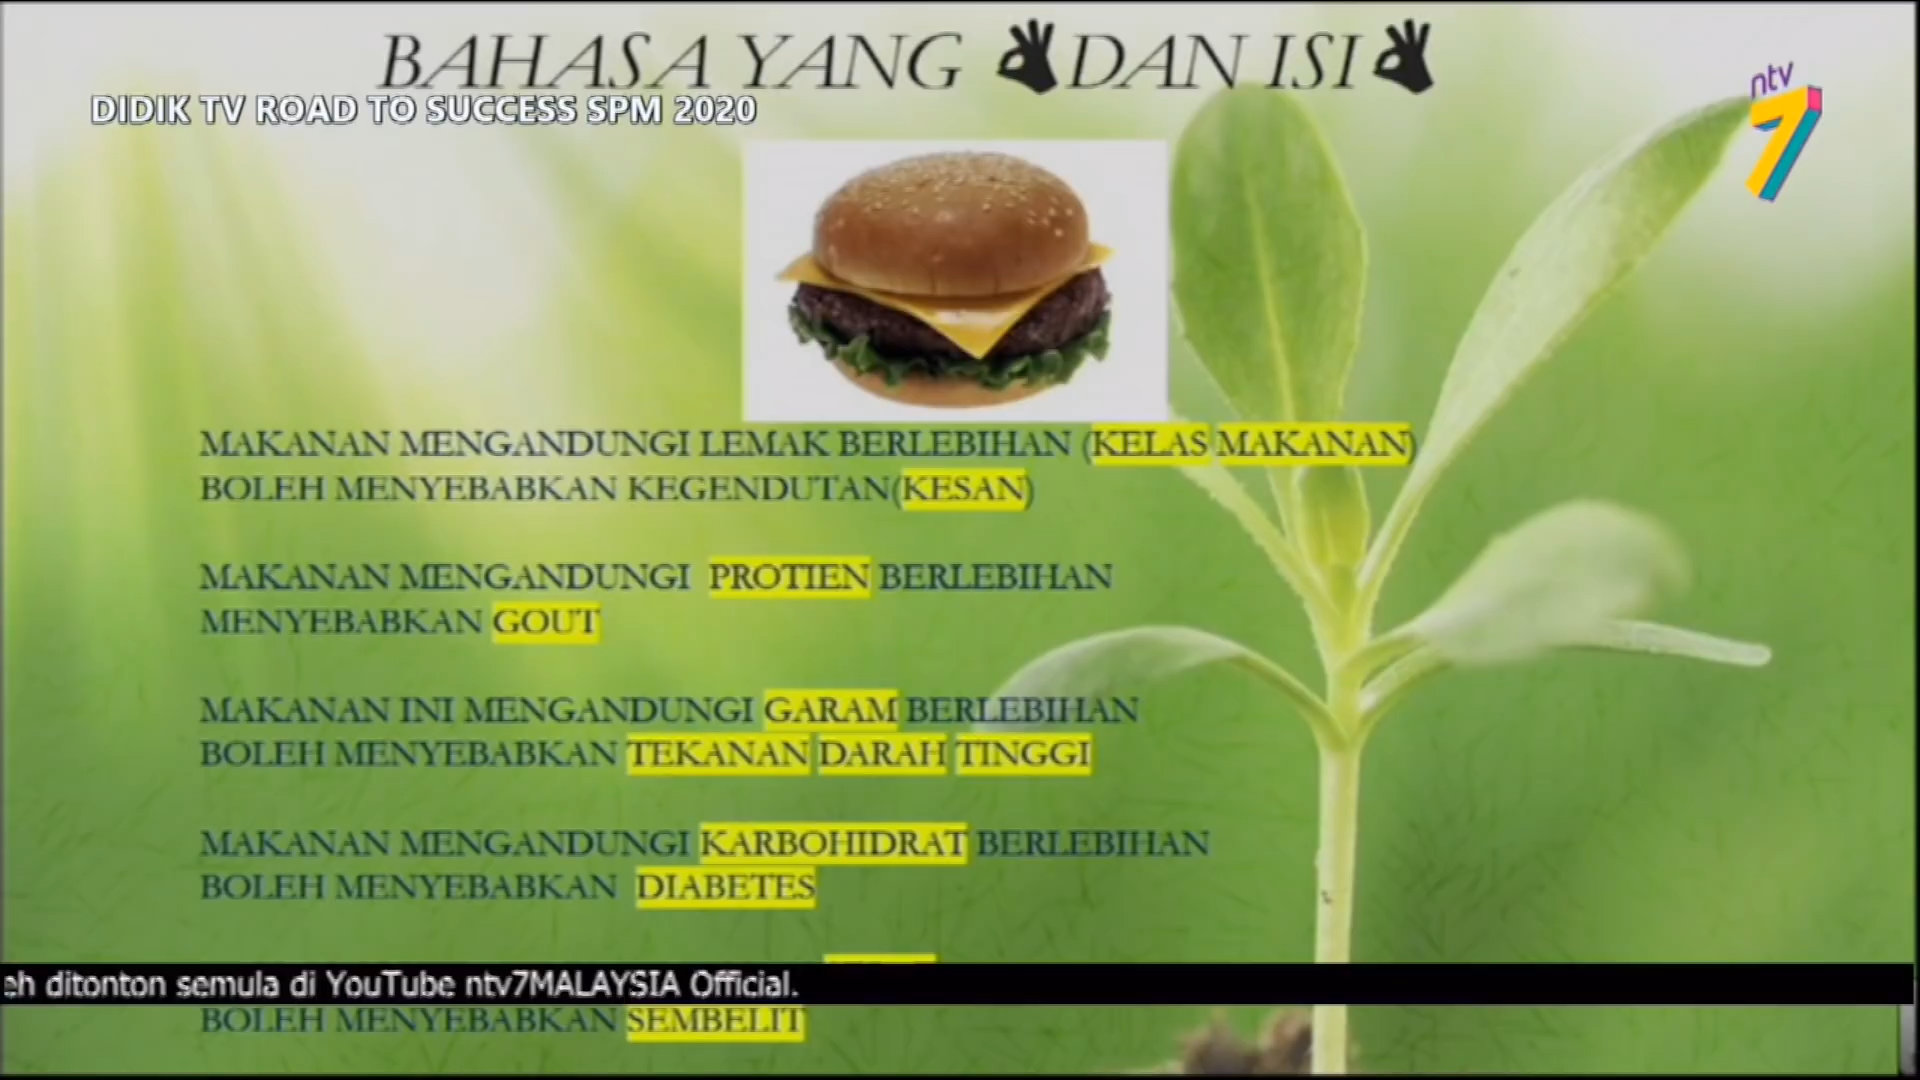 BAHASA YANG 👌DAN ISI👌
DIDIK TV ROAD TO SUCCESS SPM 2020
ntv
7
MAKANAN MENGANDUNGI LEMAK BERLEBIHAN (KELAS MAKANAN)
BOLEH MENYEBABKAN KEGENDUTAN(KESAN)
MAKANAN MENGANDUNGI PROTIEN BERLEBIHAN
MENYEBABKAN GOUT
MAKANAN INI MENGANDUNGI GARAM BERLEBIHAN
BOLEH MENYEBABKAN TEKANAN DARAH TINGGI
MAKANAN MENGANDUNGI KARBOHIDRAT BERLEBIHAN
BOLEH MENYEBABKAN DIABETES
eh ditonton semula di YouTube ntv7MALAYSIA Official.
BOLEH MENYEBABKAN SEMBELIT